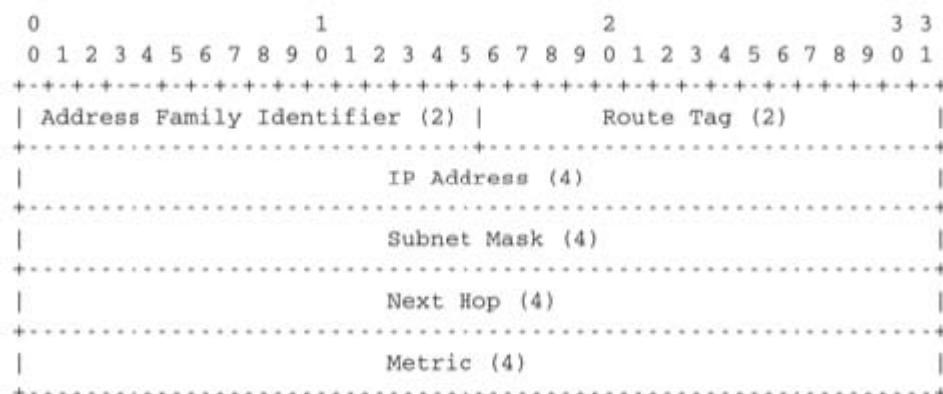 0                   1                   2                   3 3
0 1 2 3 4 5 6 7 8 9 0 1 2 3 4 5 6 7 8 9 0 1 2 3 4 5 6 7 8 9 0 1
| Address Family Identifier (2) | Route Tag (2) |
| IP Address (4) |
| Subnet Mask (4) |
| Next Hop (4) |
| Metric (4) |